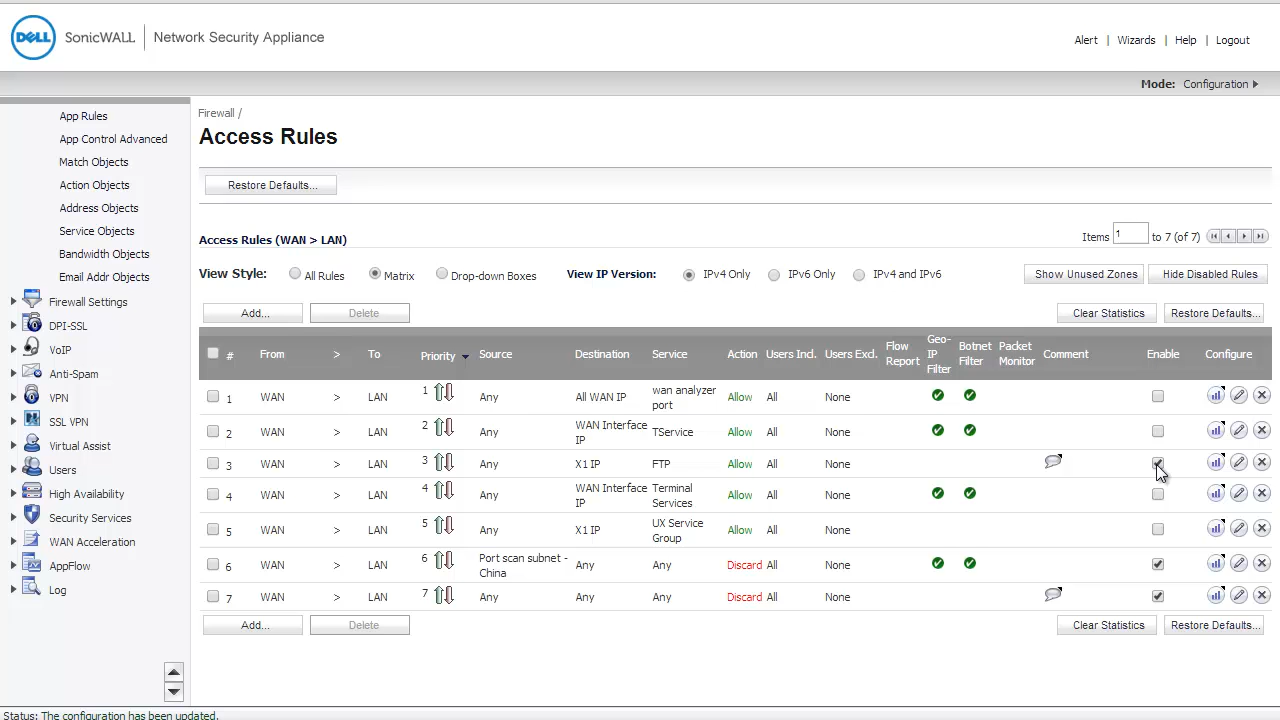 DELL SonicWALL | Network Security Appliance
Alert | Wizards | Help | Logout
Mode: Configuration
App Rules
App Control Advanced
Match Objects
Action Objects
Address Objects
Service Objects
Bandwidth Objects
Email Addr Objects
Firewall Settings
DPI-SSL
VoIP
Anti-Spam
VPN
SSL VPN
Virtual Assist
Users
High Availability
Security Services
WAN Acceleration
AppFlow
Log
Firewall /
Access Rules
Restore Defaults...
Access Rules (WAN > LAN)
Items 1 to 7 (of 7)
View Style: All Rules Matrix Drop-down Boxes View IP Version: IPv4 Only IPv6 Only IPv4 and IPv6 Show Unused Zones Hide Disabled Rules
Add... Delete Clear Statistics Restore Defaults...
# From > To Priority Source Destination Service Action Users Incl. Users Excl. Flow Report Geo-IP Filter Botnet Filter Packet Monitor Comment Enable Configure
1 WAN > LAN 1 Any All WAN IP wan analyzer port Allow All None
2 WAN > LAN 2 Any WAN Interface IP TService Allow All None
3 WAN > LAN 3 Any X1 IP FTP Allow All None
4 WAN > LAN 4 Any WAN Interface IP Terminal Services Allow All None
5 WAN > LAN 5 Any X1 IP UX Service Group Allow All None
6 WAN > LAN 6 Port scan subnet - China Any Any Discard All None
7 WAN > LAN 7 Any Any Any Discard All None
Add... Delete Clear Statistics Restore Defaults...
Status: The configuration has been updated.